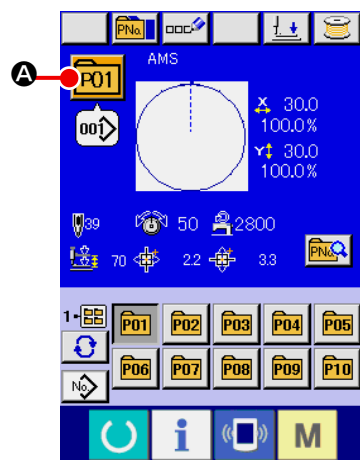 PNo.
A
P01
AMS
001
X 30.0
100.0%
Y 30.0
100.0%
39 50 2800
70 2.2 3.3
PNo.
1-
P01 P02 P03 P04 P05
P06 P07 P08 P09 P10
No.
i M